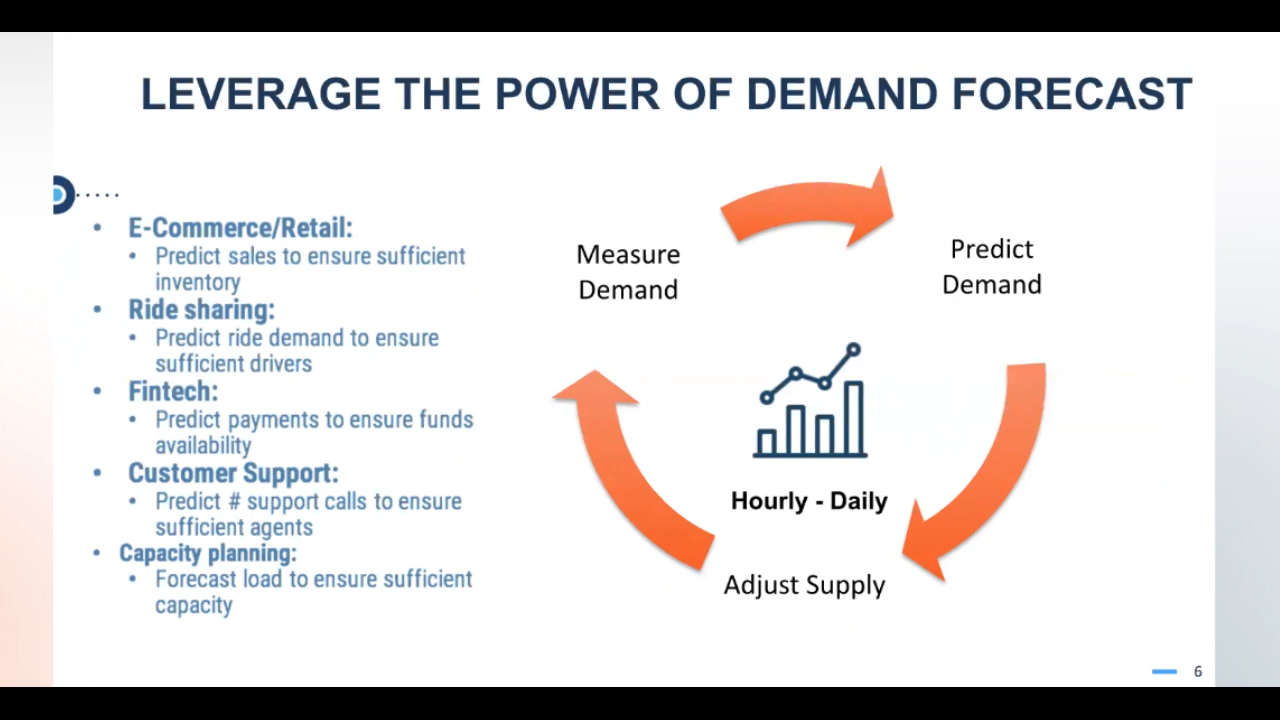 LEVERAGE THE POWER OF DEMAND FORECAST
• E-Commerce/Retail:
• Predict sales to ensure sufficient
inventory
• Ride sharing:
• Predict ride demand to ensure
sufficient drivers
• Fintech:
• Predict payments to ensure funds
availability
• Customer Support:
• Predict # support calls to ensure
sufficient agents
• Capacity planning:
• Forecast load to ensure sufficient
capacity
Measure
Demand
Predict
Demand
Hourly - Daily
Adjust Supply
6